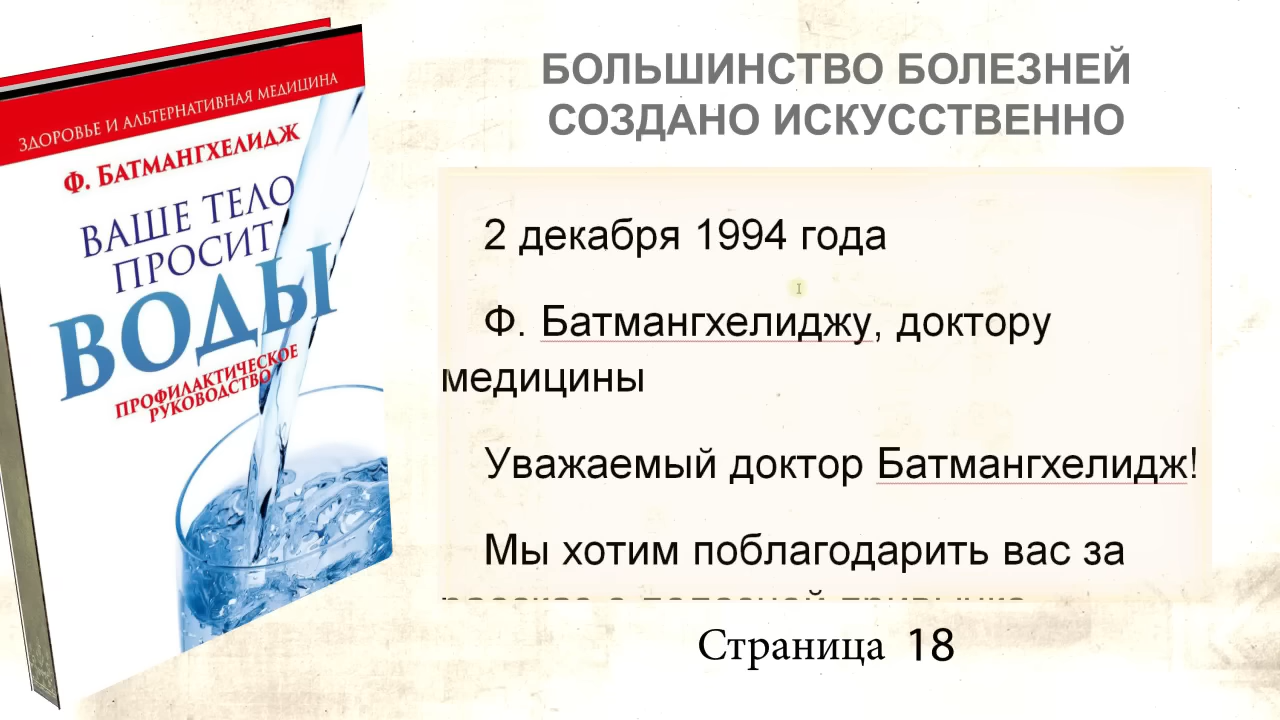 ЗДОРОВЬЕ И АЛЬТЕРНАТИВНАЯ МЕДИЦИНА
Ф. БАТМАНГХЕЛИДЖ
ВАШЕ ТЕЛО
ПРОСИТ
ВОДЫ
ПРОФИЛАКТИЧЕСКОЕ
РУКОВОДСТВО
БОЛЬШИНСТВО БОЛЕЗНЕЙ
СОЗДАНО ИСКУССТВЕННО
2 декабря 1994 года
Ф. Батмангхелиджу, доктору
медицины
Уважаемый доктор Батмангхелидж!
Мы хотим поблагодарить вас за
Страница 18